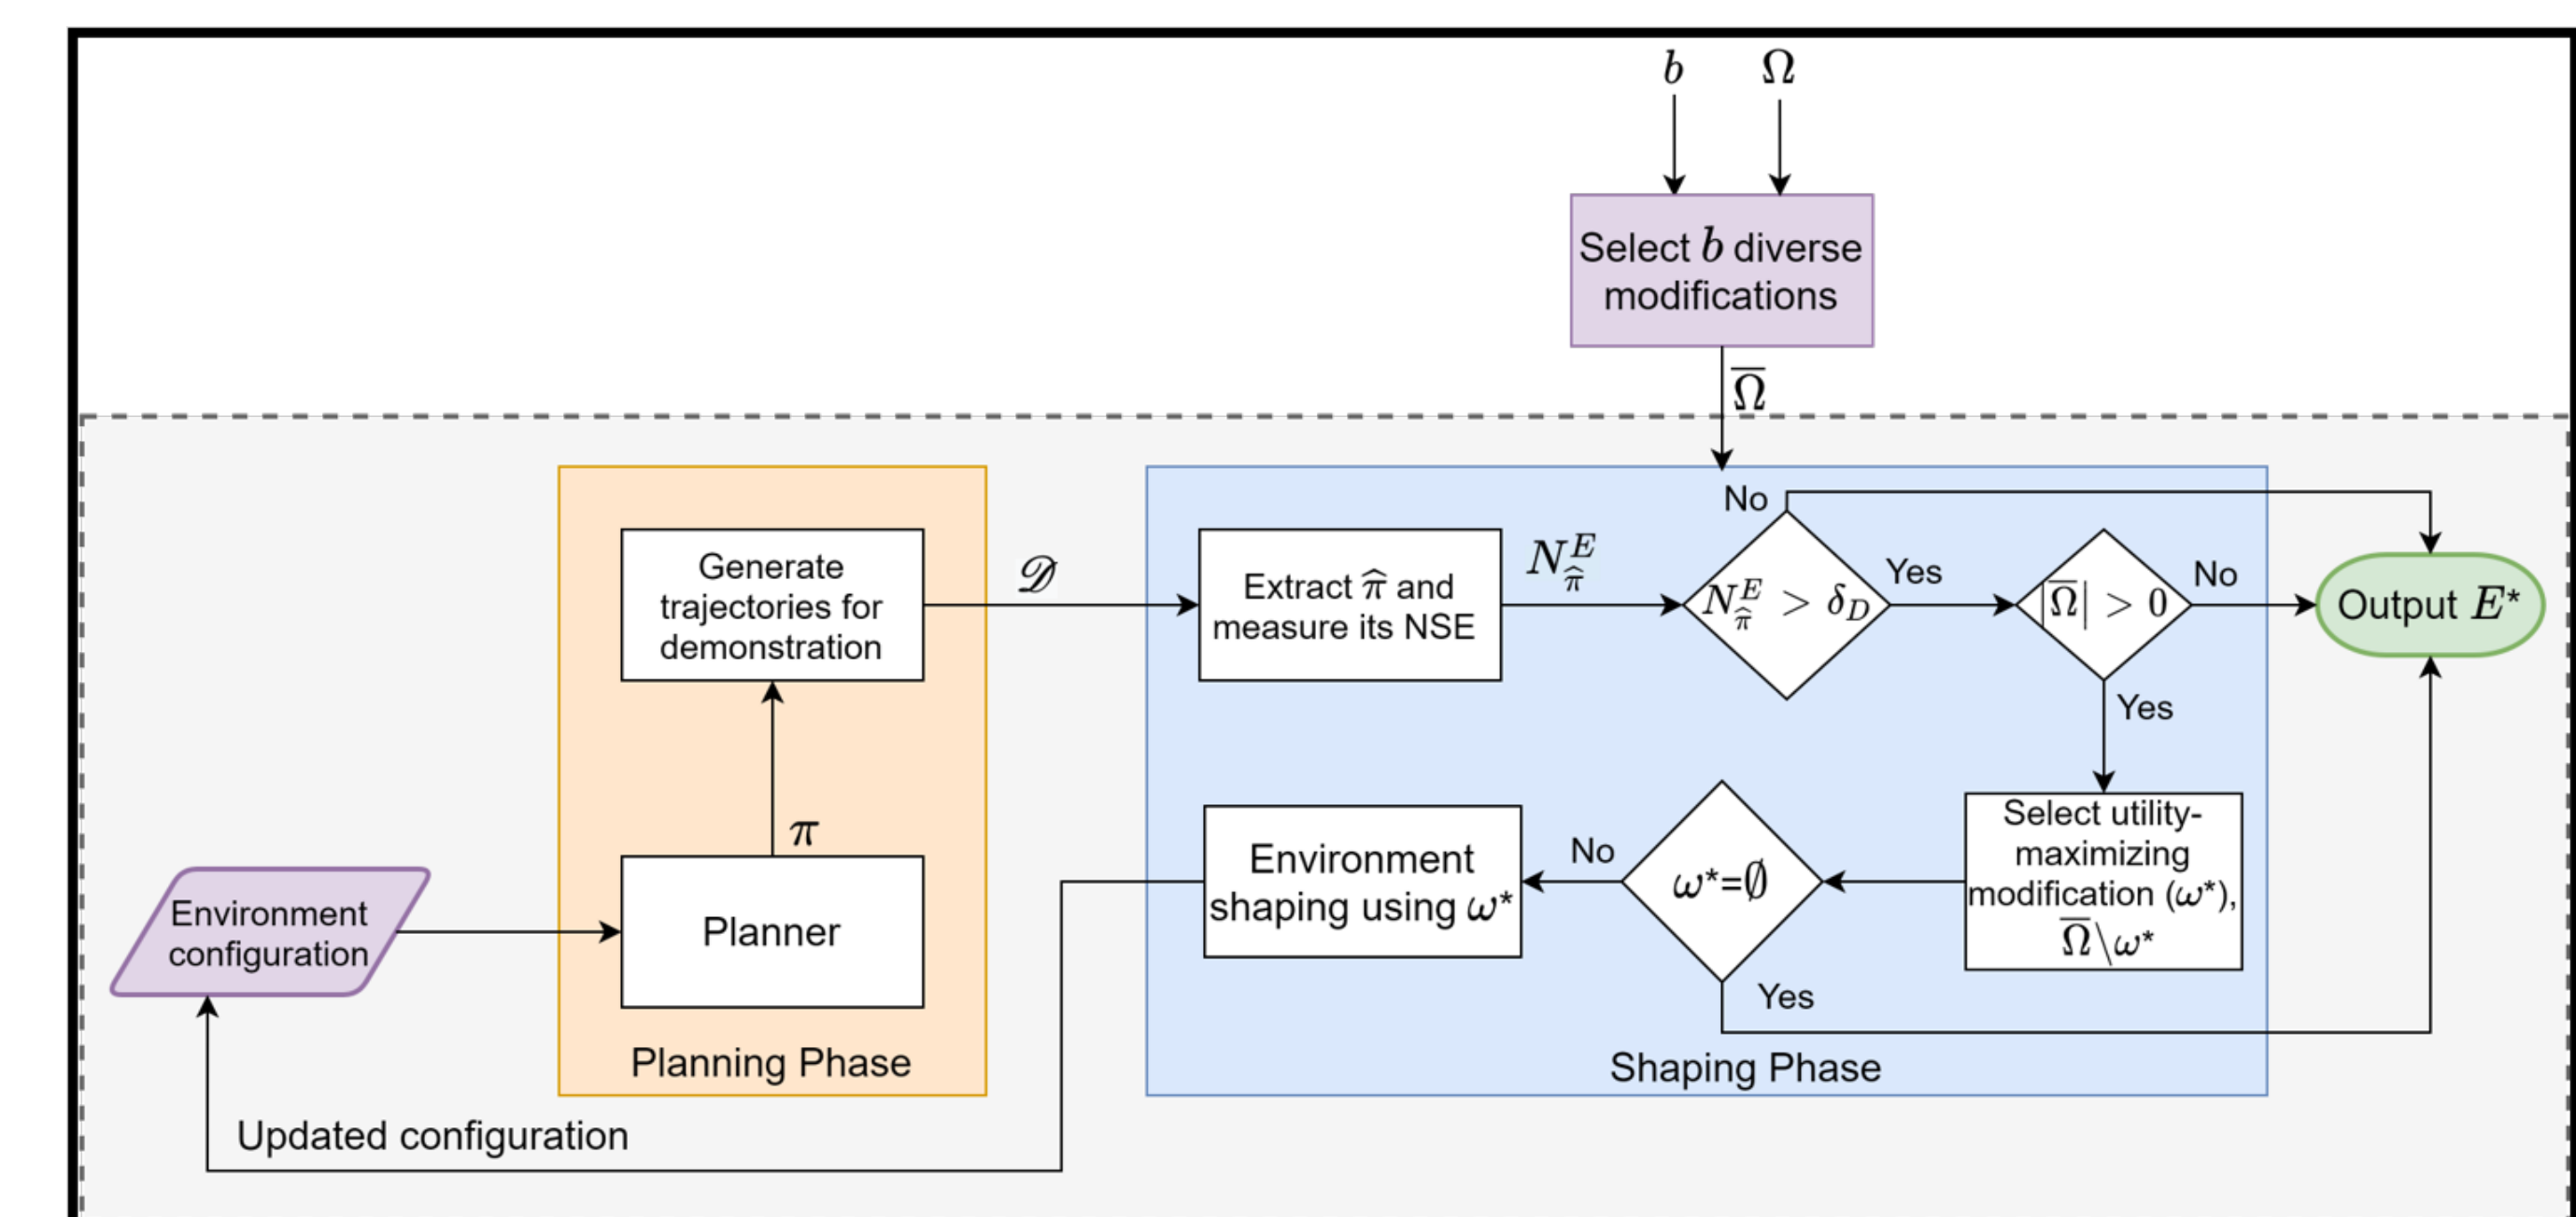 b Ω
Select b diverse
modifications
Ω̅
No
Generate
trajectories for
demonstration
𝒟
Extract π̂ and
measure its NSE
N^E_π̂
N^E_π̂ > δ_D
Yes
|Ω̅| > 0
No
Output E*
Yes
π
Environment
configuration
Planner
Environment
shaping using ω*
No
ω*=∅
Select utility-
maximizing
modification (ω*),
Ω̅\ω*
Yes
Planning Phase
Shaping Phase
Updated configuration